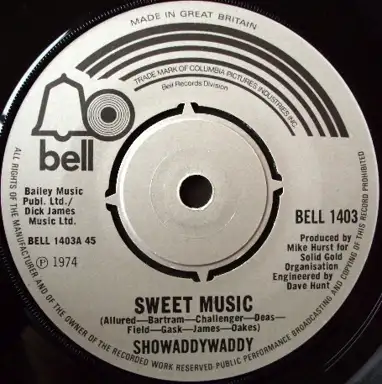 MADE IN GREAT BRITAIN
TRADE MARK OF COLUMBIA PICTURES INDUSTRIES INC.
Bell Records Division
bell
Bailey Music
Publ. Ltd./
Dick James
Music Ltd.
BELL 1403A 45
℗ 1974
BELL 1403
Produced by
Mike Hurst for
Solid Gold
Organisation
Engineered by
Dave Hunt
SWEET MUSIC
(Allured–Bartram–Challenger–Deas–
Field–Gask–James–Oakes)
SHOWADDYWADDY
ALL RIGHTS OF THE MANUFACTURER AND OF THE OWNER OF THE RECORDED WORK RESERVED UNAUTHORISED PUBLIC PERFORMANCE BROADCASTING AND COPYING OF THIS RECORD PROHIBITED